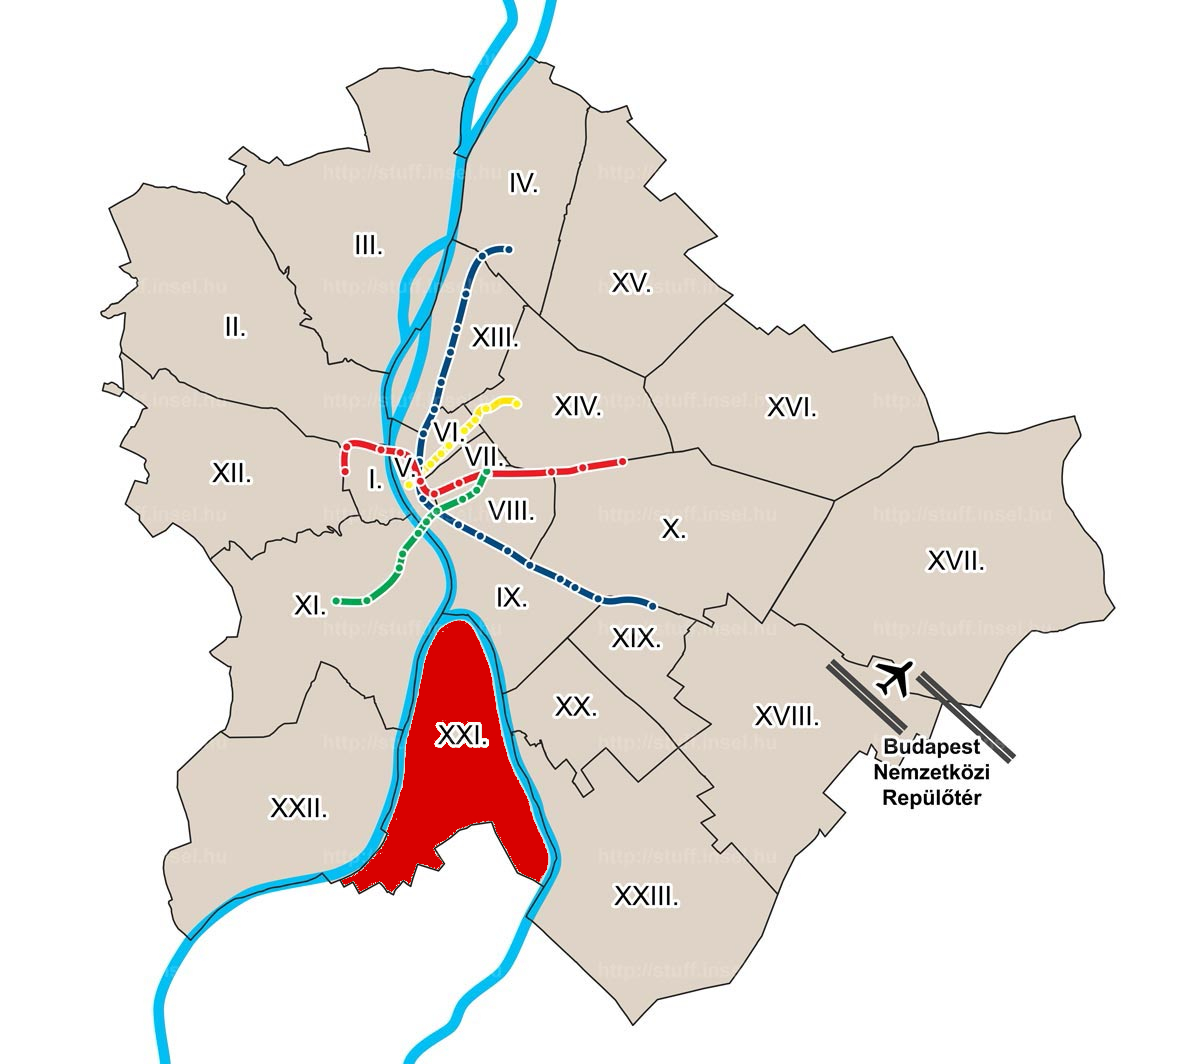 IV.
III.
XV.
II.
XIII.
XIV.
XVI.
VI.
VII.
V.
XII.
I.
VIII.
X.
XVII.
XI.
IX.
XIX.
XX.
XVIII.
XXI.
Budapest
Nemzetközi
Repülőtér
XXII.
XXIII.
http://stuff.insel.hu